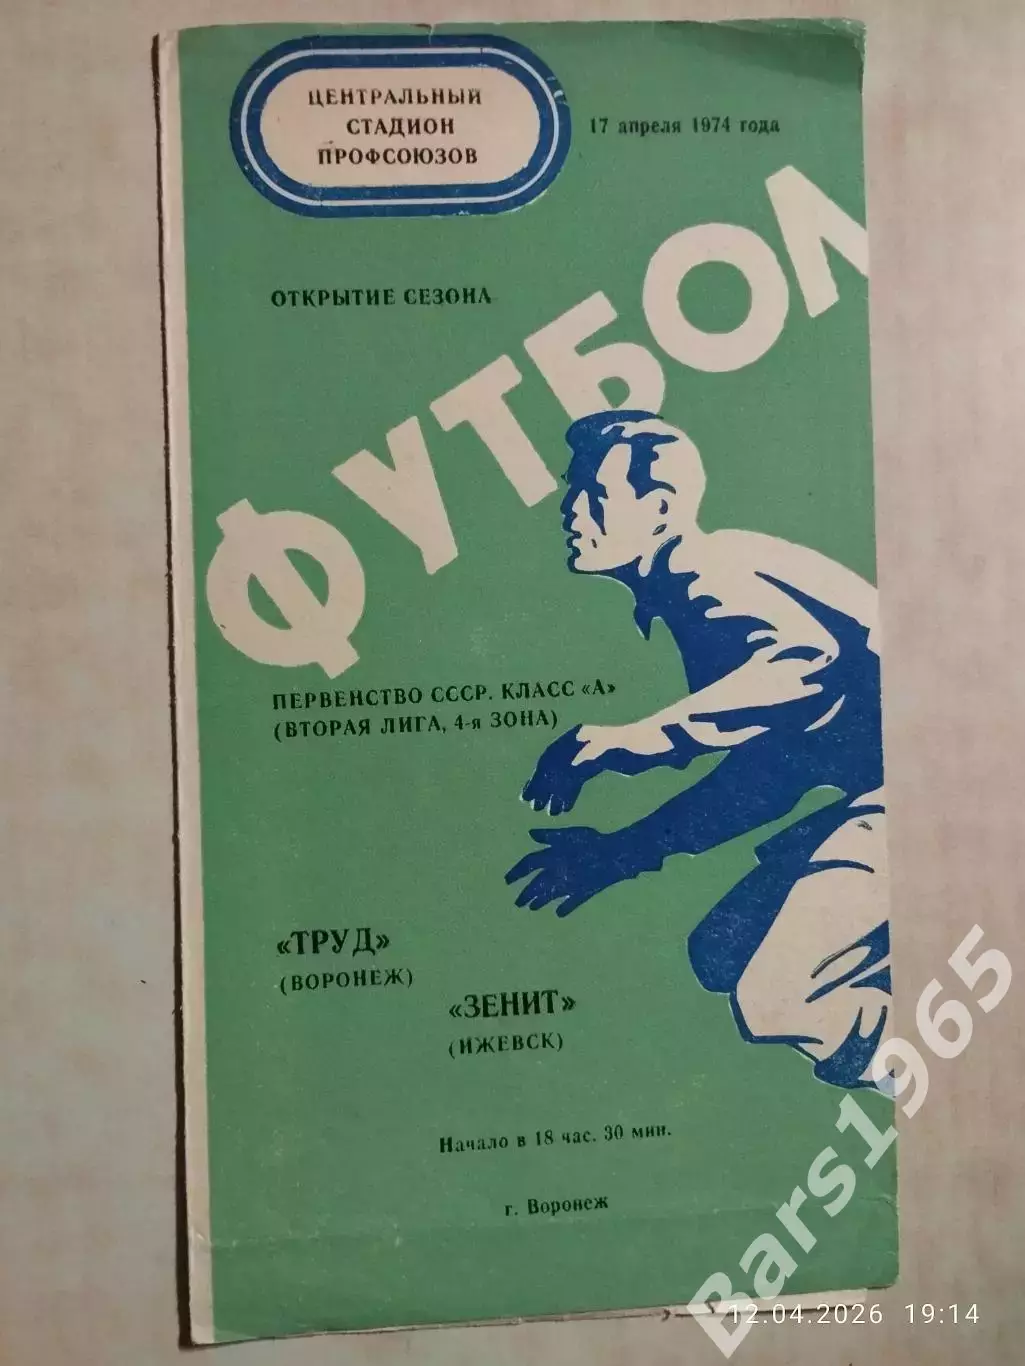 ЦЕНТРАЛЬНЫЙ
СТАДИОН
ПРОФСОЮЗОВ
17 апреля 1974 года
ОТКРЫТИЕ СЕЗОНА
ФУТБОЛ
ПЕРВЕНСТВО СССР. КЛАСС «А»
(ВТОРАЯ ЛИГА, 4-я ЗОНА)
«ТРУД»
(ВОРОНЕЖ)
«ЗЕНИТ»
(ИЖЕВСК)
Начало в 18 час. 30 мин.
г. Воронеж
Bars1965
12.04.2026 19:14